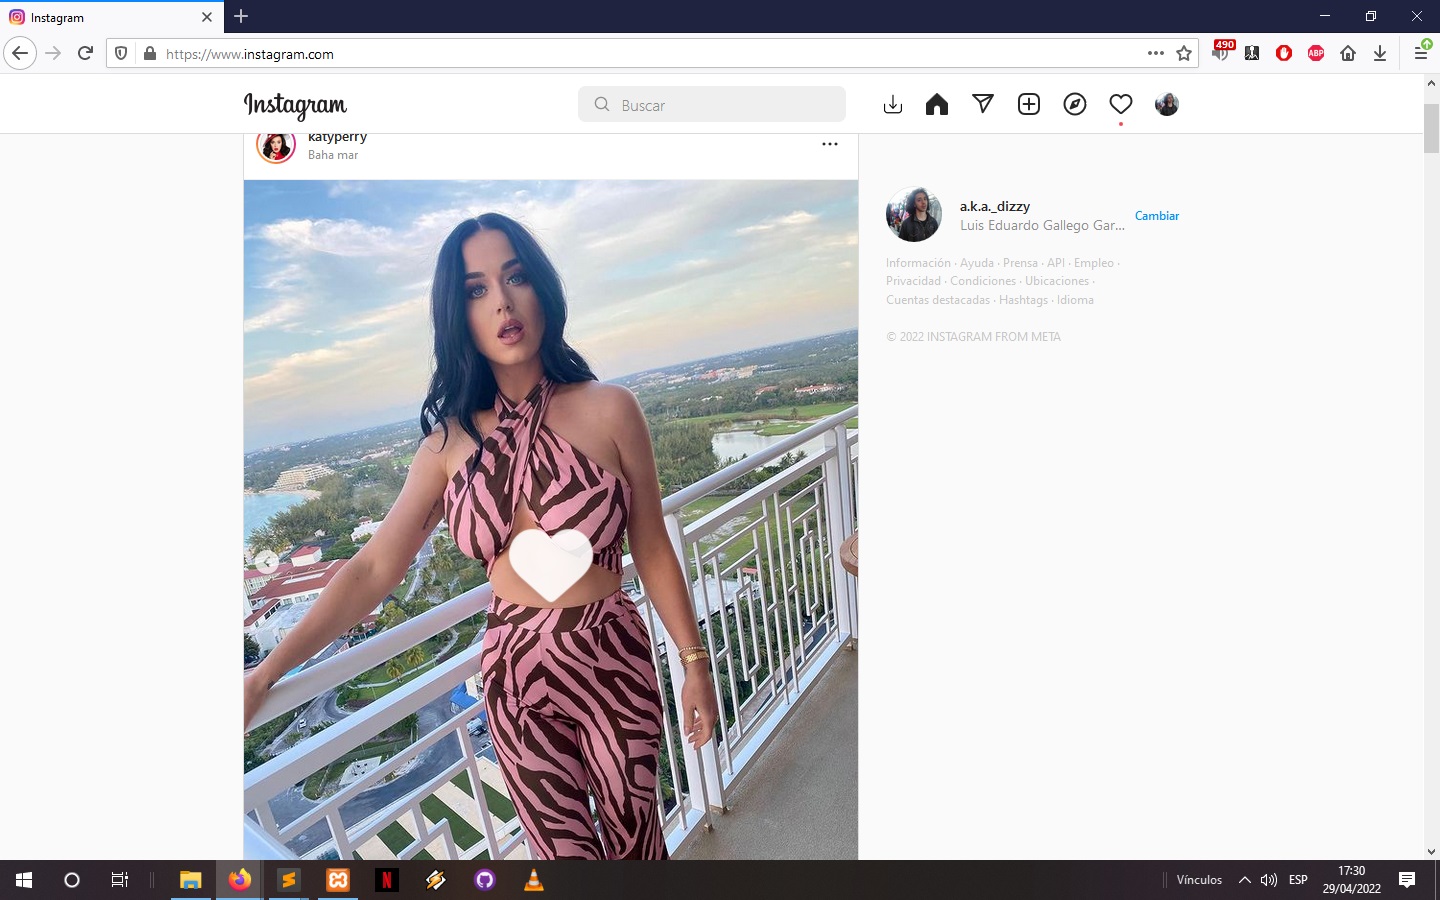 Instagram
https://www.instagram.com
490
ABP
Instagram
Buscar
katyperry
Baha mar
a.k.a._dizzy
Luis Eduardo Gallego Gar...
Cambiar
Información · Ayuda · Prensa · API · Empleo ·
Privacidad · Condiciones · Ubicaciones ·
Cuentas destacadas · Hashtags · Idioma
© 2022 INSTAGRAM FROM META
Vínculos
ESP
17:30
29/04/2022